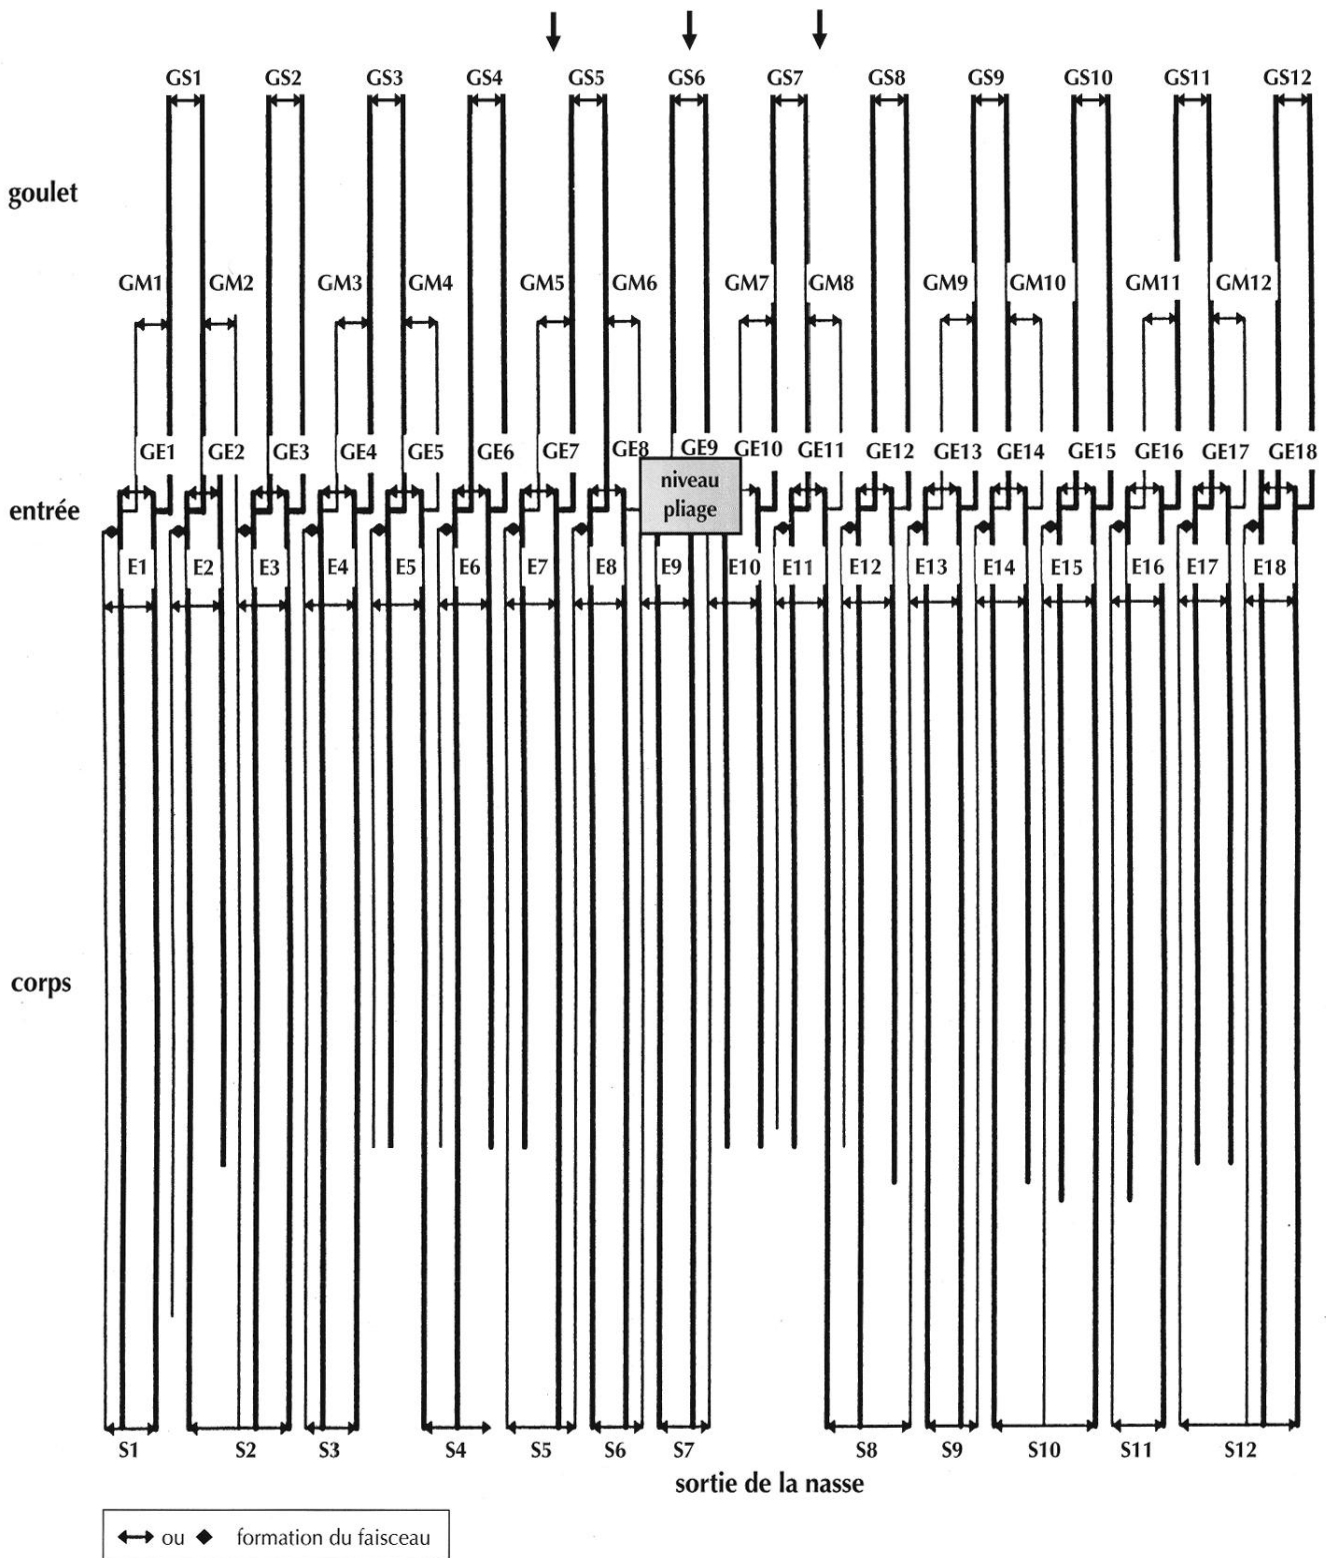 GS1 GS2 GS3 GS4 GS5 GS6 GS7 GS8 GS9 GS10 GS11 GS12
goulet
GM1 GM2 GM3 GM4 GM5 GM6 GM7 GM8 GM9 GM10 GM11 GM12
GE1 GE2 GE3 GE4 GE5 GE6 GE7 GE8 GE9 GE10 GE11 GE12 GE13 GE14 GE15 GE16 GE17 GE18
niveau
pliage
entrée
E1 E2 E3 E4 E5 E6 E7 E8 E9 E10 E11 E12 E13 E14 E15 E16 E17 E18
corps
S1 S2 S3 S4 S5 S6 S7 S8 S9 S10 S11 S12
sortie de la nasse
ou formation du faisceau